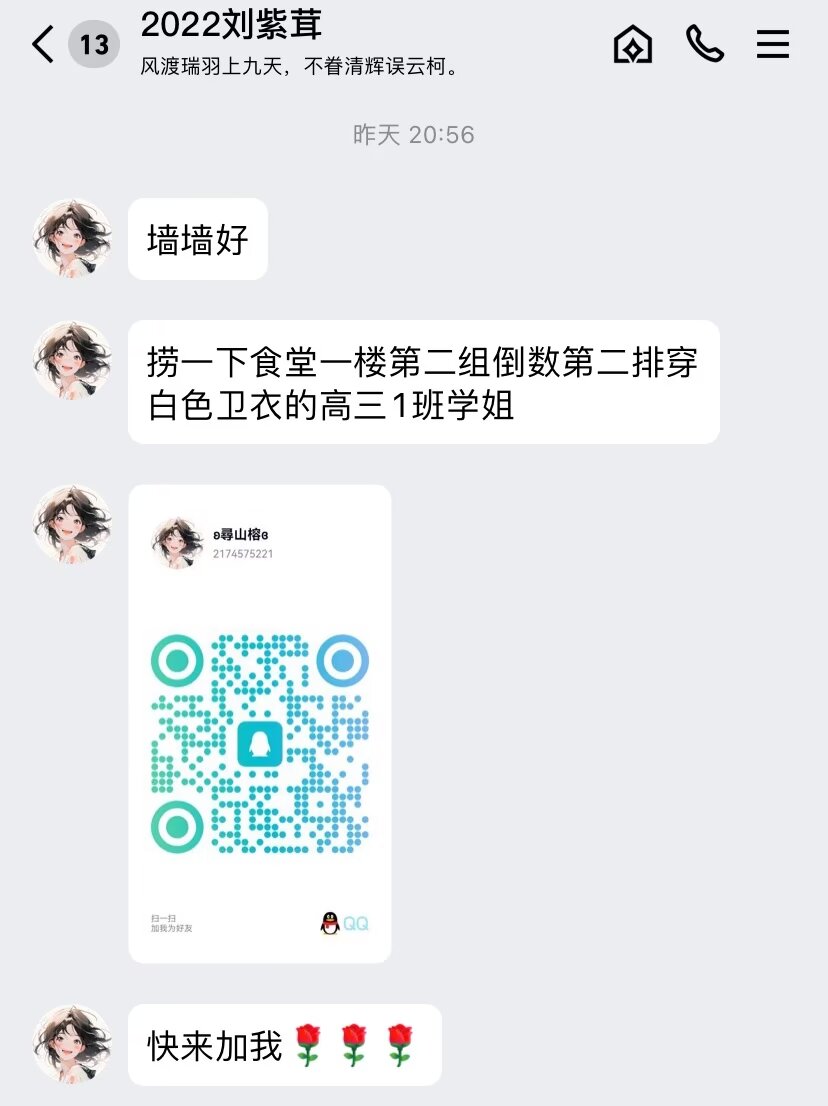 13
2022刘紫茸
风渡瑞羽上九天，不眷清辉误云柯。
昨天 20:56
墙墙好
捞一下食堂一楼第二组倒数第二排穿
白色卫衣的高三1班学姐
ʚ尋山榕ɞ
2174575221
扫一扫
加我为好友
QQ
快来加我🌹🌹🌹